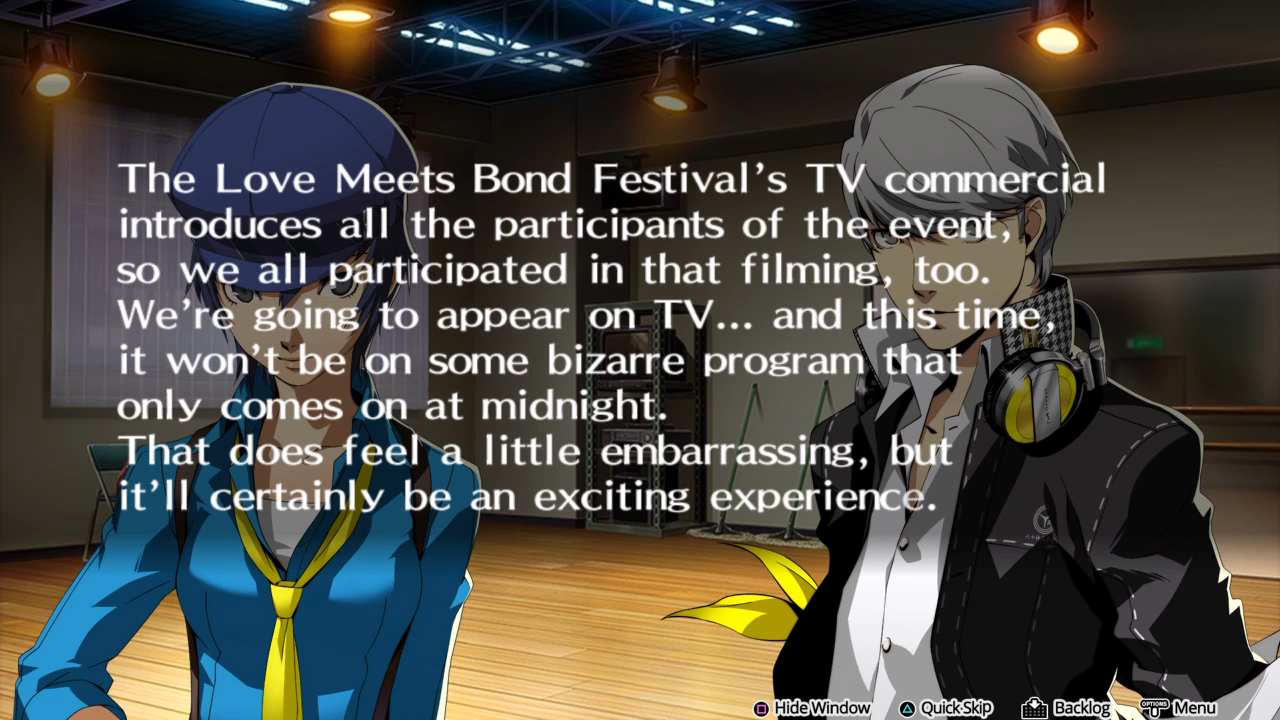 The Love Meets Bond Festival's TV commercial
introduces all the participants of the event,
so we all participated in that filming, too.
We're going to appear on TV... and this time,
it won't be on some bizarre program that
only comes on at midnight.
That does feel a little embarrassing, but
it'll certainly be an exciting experience.
Hide Window Quick Skip Backlog OPTIONS Menu